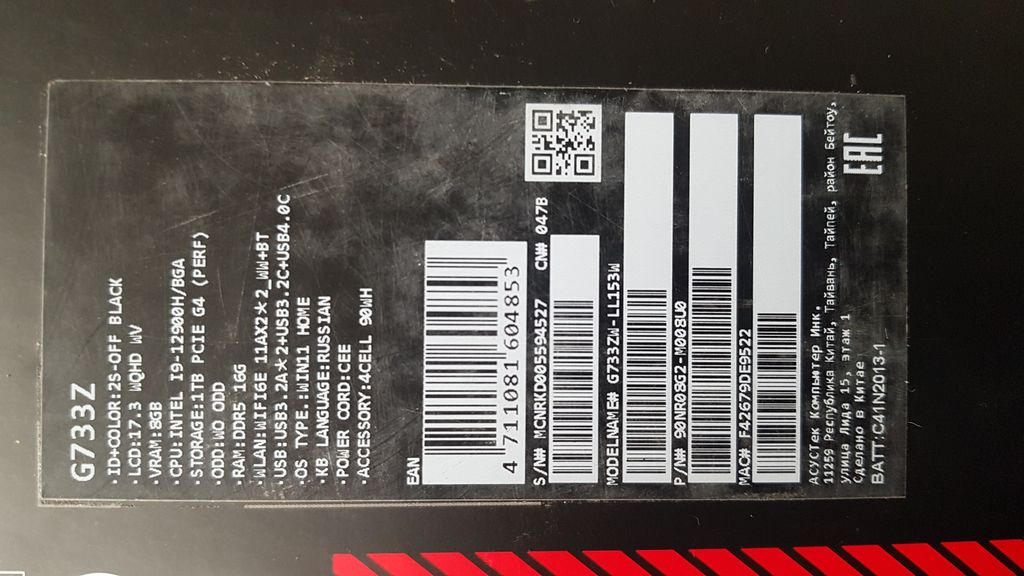 G733Z
·ID+COLOR:2S-OFF BLACK
·LCD:17.3 WQHD WV
·VRAM:8GB
·CPU:INTEL I9-12900H/BGA
·STORAGE:1TB PCIE G4 (PERF)
·ODD:WO ODD
·RAM:DDR5 16G
·WLAN:WIFI6E 11AX2*2_WW+BT
·USB:USB3.2A*2+USB3.2C+USB4.0C
·OS TYPE.:WIN11 HOME
·KB LANGUAGE:RUSSIAN
·POWER CORD:CEE
·ACCESSORY:4CELL 90WH
EAN
4 711081 604853
S/N# MCNRKD005594527 CN# 047B
MODELNAME# G733ZW-LL153W
P/N# 90NR08G2-M008U0
MAC# F42679DE9522
Асустек Компьютер Инк.
11259 Республика Китай, Тайвань, Тайпей, район Бейтоу,
улица Лиида 15, этаж 1
Сделано в Китае
BATT:C41N2013-1
EAC